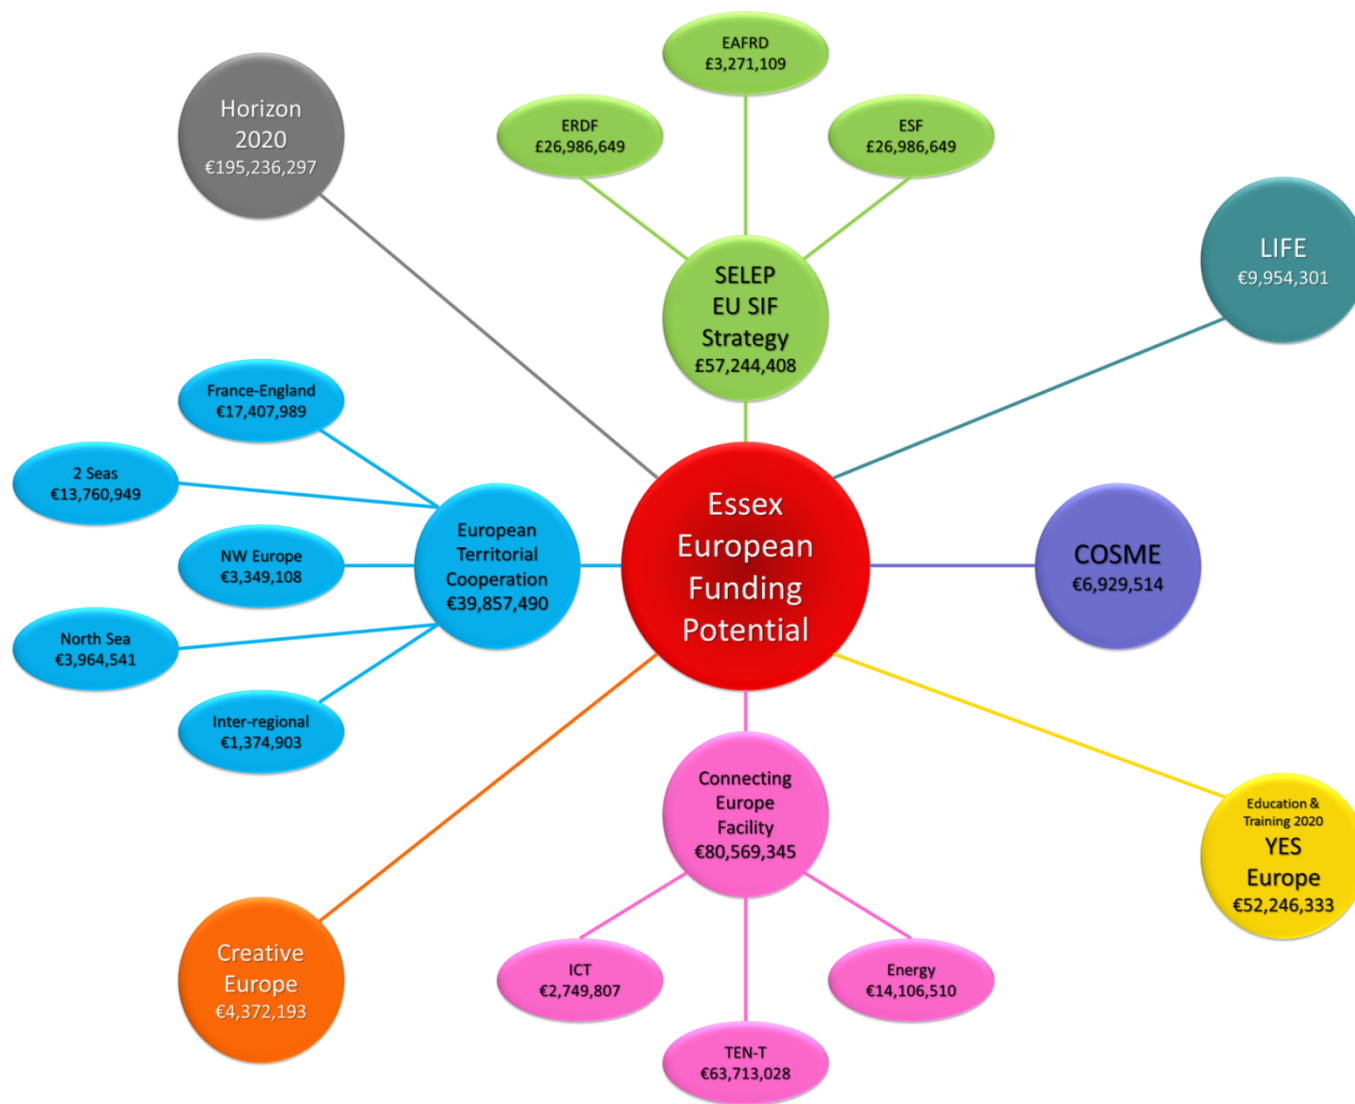 EAFRD
£3,271,109
Horizon
2020
€195,236,297
ERDF
£26,986,649
ESF
£26,986,649
LIFE
€9,954,301
SELEP
EU SIF
Strategy
£57,244,408
France-England
€17,407,989
2 Seas
€13,760,949
NW Europe
€3,349,108
North Sea
€3,964,541
Inter-regional
€1,374,903
European
Territorial
Cooperation
€39,857,490
Essex
European
Funding
Potential
COSME
€6,929,514
Connecting
Europe
Facility
€80,569,345
Education &
Training 2020
YES
Europe
€52,246,333
Creative
Europe
€4,372,193
ICT
€2,749,807
Energy
€14,106,510
TEN-T
€63,713,028